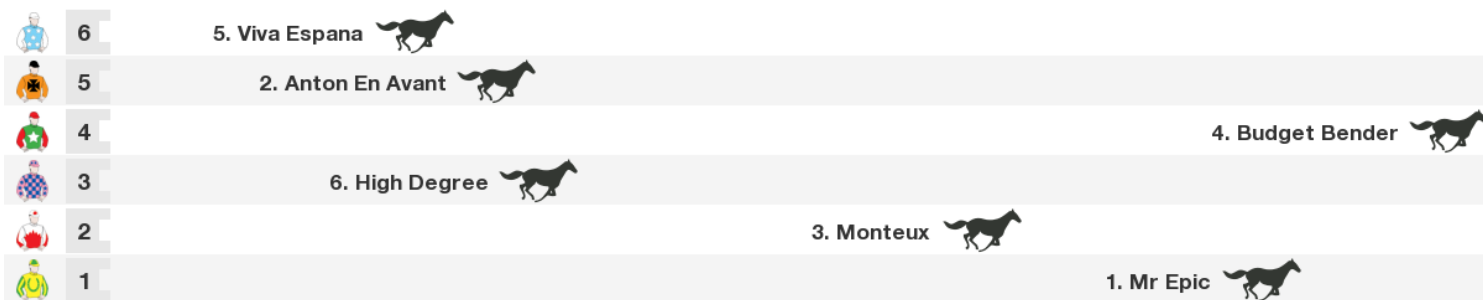 6 5. Viva Espana
5 2. Anton En Avant
4 4. Budget Bender
3 6. High Degree
2 3. Monteux
1 1. Mr Epic